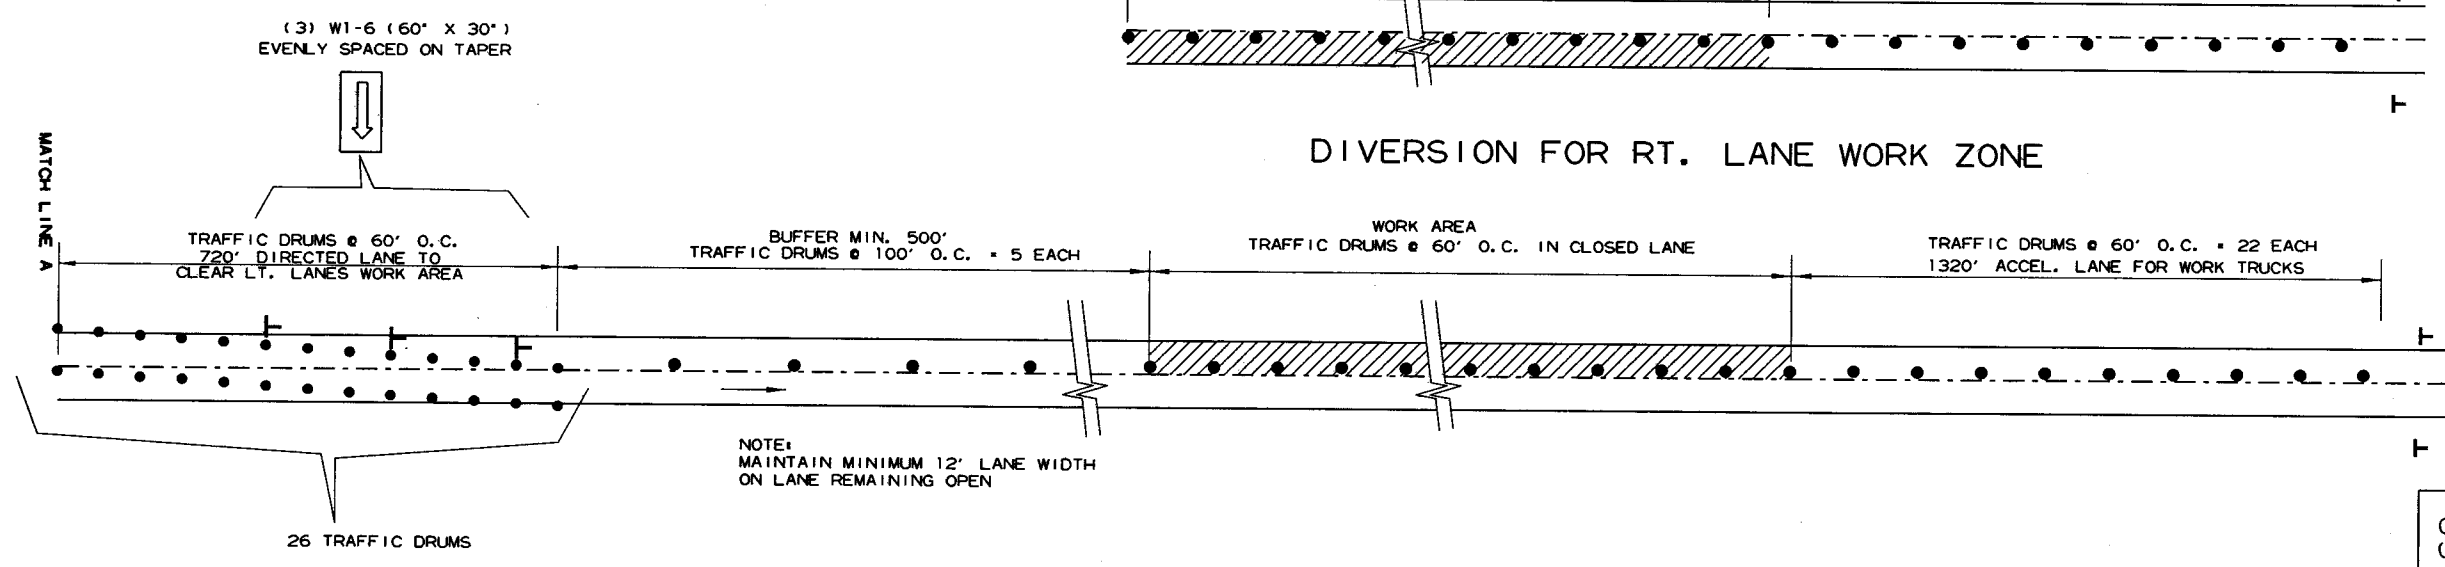 (3) W1-6 (60" X 30")
EVENLY SPACED ON TAPER
DIVERSION FOR RT. LANE WORK ZONE
MATCH LINE A
TRAFFIC DRUMS @ 60' O.C.
720' DIRECTED LANE TO
CLEAR LT. LANES WORK AREA
BUFFER MIN. 500'
TRAFFIC DRUMS @ 100' O.C. = 5 EACH
WORK AREA
TRAFFIC DRUMS @ 60' O.C. IN CLOSED LANE
TRAFFIC DRUMS @ 60' O.C. = 22 EACH
1320' ACCEL. LANE FOR WORK TRUCKS
NOTE:
MAINTAIN MINIMUM 12' LANE WIDTH
ON LANE REMAINING OPEN
26 TRAFFIC DRUMS